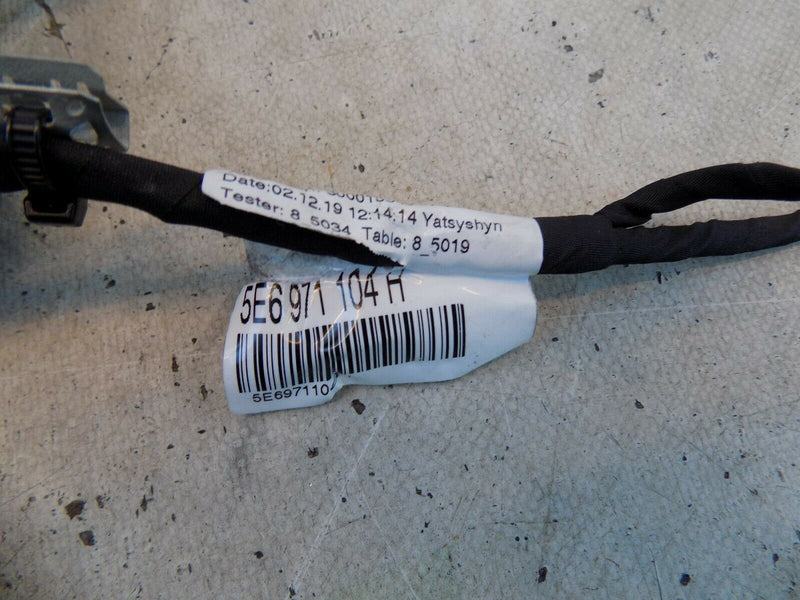 Date:02.12.19 12:14:14 Yatsyshyn
Tester: 8_5034 Table: 8_5019
5E6 971 104 H
5E697110